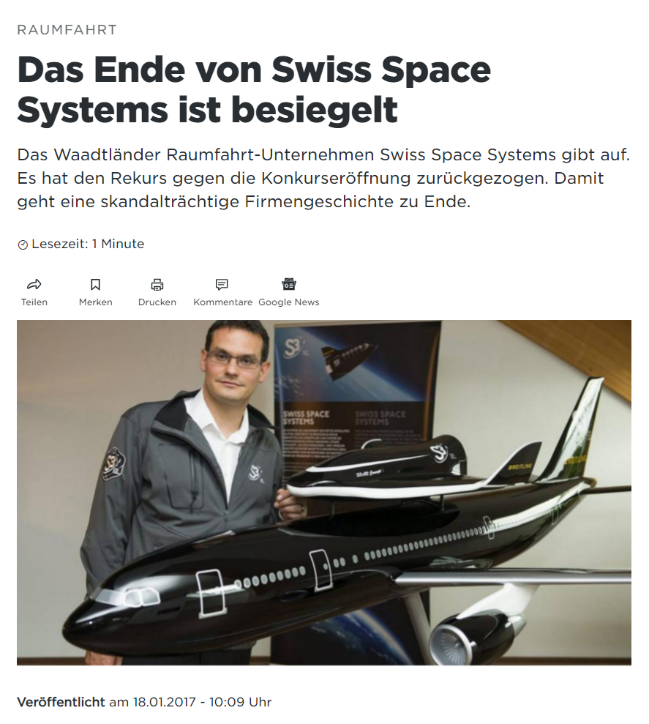 RAUMFAHRT
Das Ende von Swiss Space
Systems ist besiegelt
Das Waadtländer Raumfahrt-Unternehmen Swiss Space Systems gibt auf.
Es hat den Rekurs gegen die Konkurseröffnung zurückgezogen. Damit
geht eine skandalträchtige Firmengeschichte zu Ende.
Lesezeit: 1 Minute
Teilen Merken Drucken Kommentare Google News
S3
SWISS SPACE
SYSTEMS
SWISS SPACE
SYSTEMS
S3
S3
BREITLING
Veröffentlicht am 18.01.2017 - 10:09 Uhr